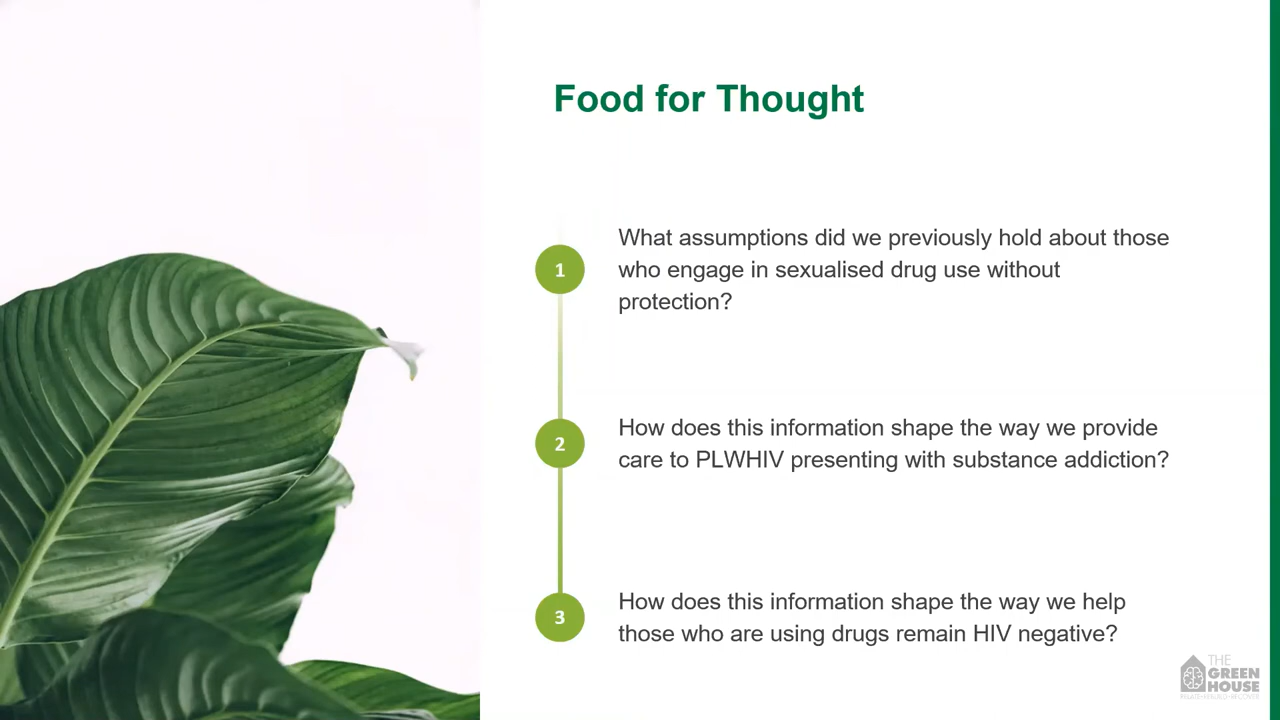 Food for Thought
1
What assumptions did we previously hold about those
who engage in sexualised drug use without
protection?
2
How does this information shape the way we provide
care to PLWHIV presenting with substance addiction?
3
How does this information shape the way we help
those who are using drugs remain HIV negative?
THE
GREEN
HOUSE